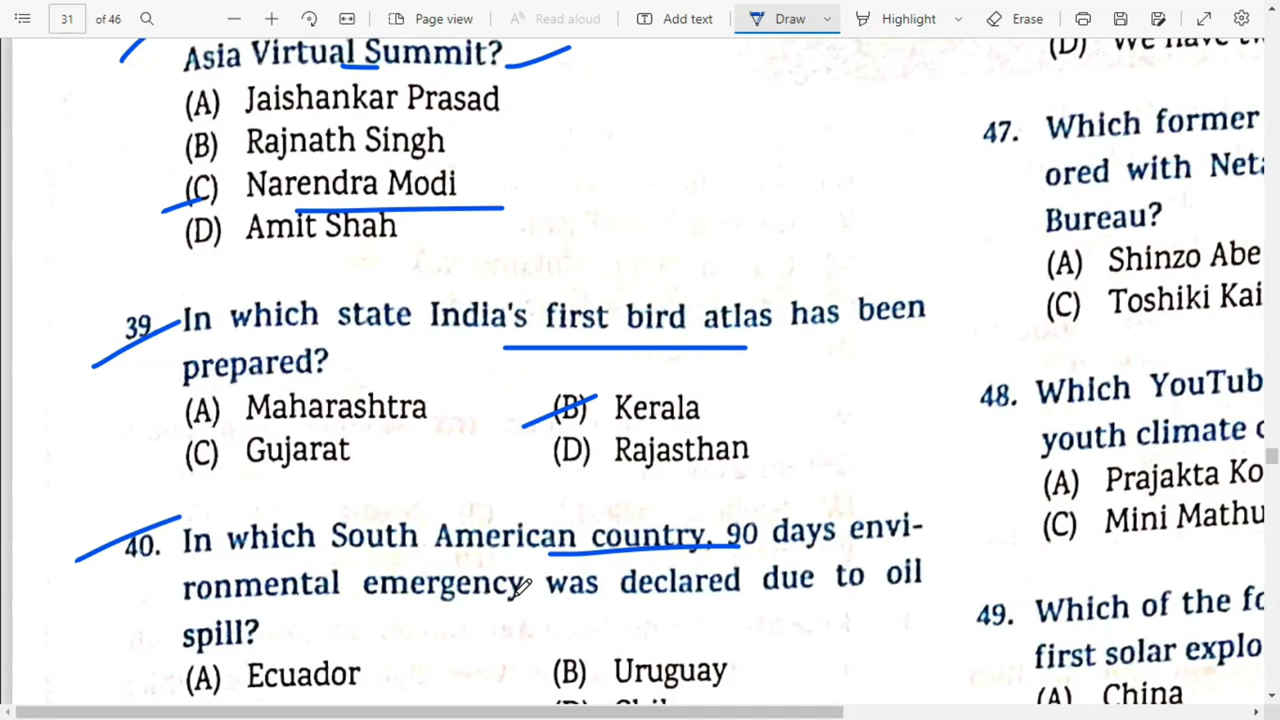 31 of 46 Page view Read aloud Add text Draw Highlight Erase
Asia Virtual Summit?
(A) Jaishankar Prasad
(B) Rajnath Singh
(C) Narendra Modi
(D) Amit Shah
39 In which state India's first bird atlas has been
prepared?
(A) Maharashtra (B) Kerala
(C) Gujarat (D) Rajasthan
40. In which South American country, 90 days envi-
ronmental emergency was declared due to oil
spill?
(A) Ecuador (B) Uruguay
(D) We have
47. Which former
ored with Neta
Bureau?
(A) Shinzo Abe
(C) Toshiki Kai
48. Which YouTub
youth climate
(A) Prajakta Ko
(C) Mini Mathu
49. Which of the fo
first solar explo
(A) China